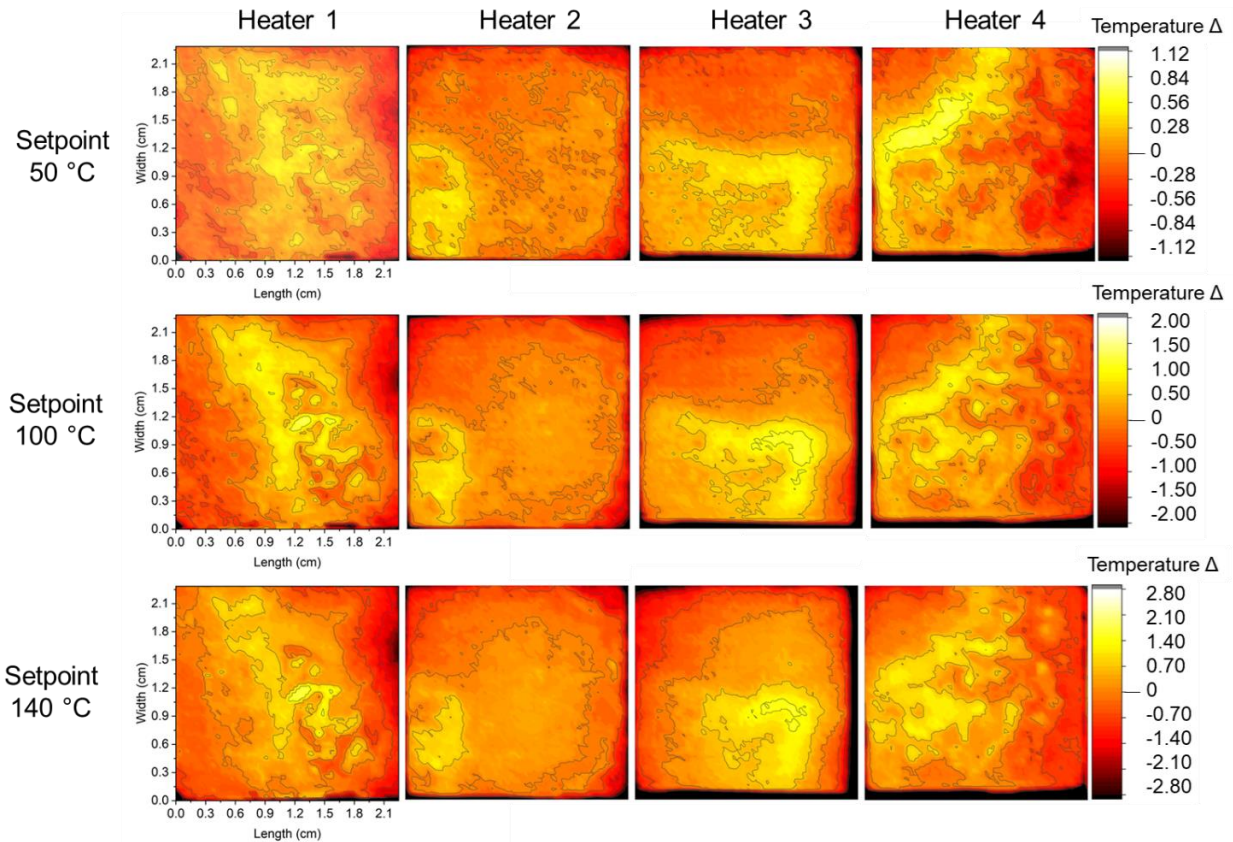 Heater 1 Heater 2 Heater 3 Heater 4
Temperature Δ
Setpoint
50 °C
Width (cm)
2.1
1.8
1.5
1.2
0.9
0.6
0.3
0.0
0.0 0.3 0.6 0.9 1.2 1.5 1.8 2.1
Length (cm)
1.12
0.84
0.56
0.28
0
-0.28
-0.56
-0.84
-1.12
Temperature Δ
Setpoint
100 °C
Width (cm)
2.1
1.8
1.5
1.2
0.9
0.6
0.3
0.0
0.0 0.3 0.6 0.9 1.2 1.5 1.8 2.1
Length (cm)
2.00
1.50
1.00
0.50
0
-0.50
-1.00
-1.50
-2.00
Temperature Δ
Setpoint
140 °C
Width (cm)
2.1
1.8
1.5
1.2
0.9
0.6
0.3
0.0
0.0 0.3 0.6 0.9 1.2 1.5 1.8 2.1
Length (cm)
2.80
2.10
1.40
0.70
0
-0.70
-1.40
-2.10
-2.80